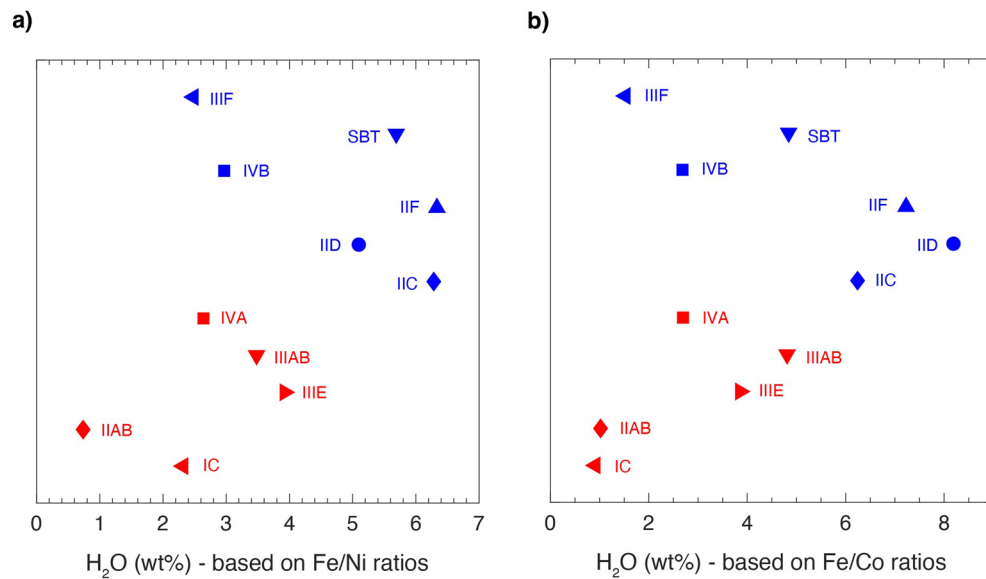 a)
IIIF
SBT
IVB
IIF
IID
IIC
IVA
IIIAB
IIIE
IIAB
IC
0 1 2 3 4 5 6 7
H₂O (wt%) - based on Fe/Ni ratios
b)
IIIF
SBT
IVB
IIF
IID
IIC
IVA
IIIAB
IIIE
IIAB
IC
0 2 4 6 8
H₂O (wt%) - based on Fe/Co ratios